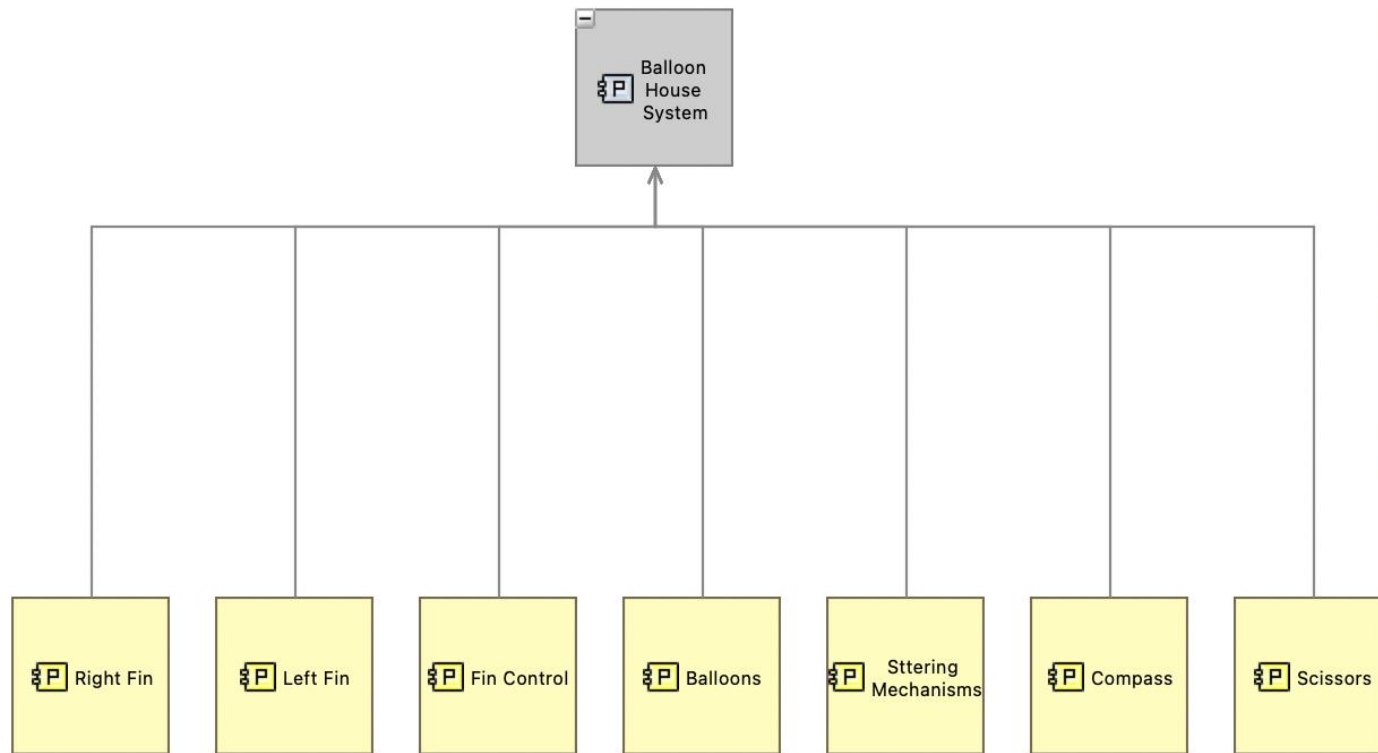 P
Balloon
House
System
P Right Fin
P Left Fin
P Fin Control
P Balloons
P
Sttering
Mechanisms
P Compass
P Scissors